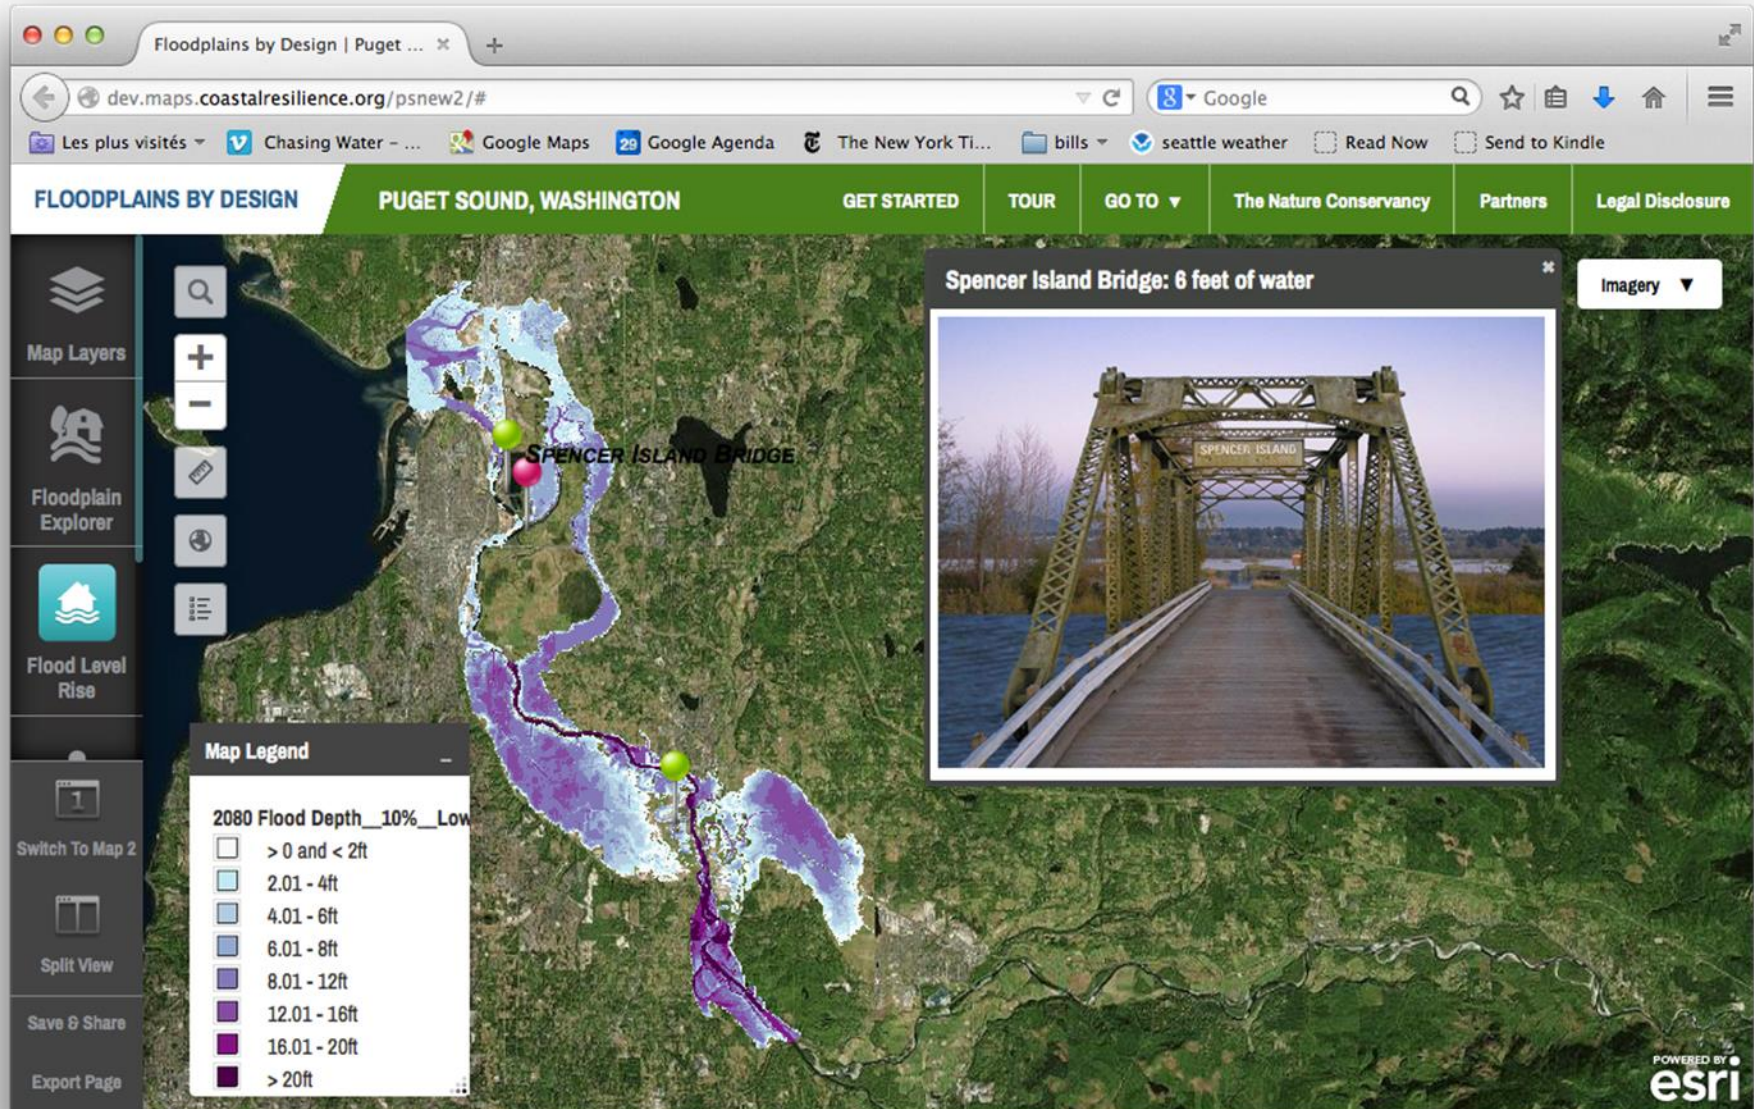 Floodplains by Design | Puget ...
dev.maps.coastalresilience.org/psnew2/#
8
Google
Les plus visités
Chasing Water – ...
Google Maps
29
Google Agenda
The New York Ti...
bills
seattle weather
Read Now
Send to Kindle
FLOODPLAINS BY DESIGN
PUGET SOUND, WASHINGTON
GET STARTED
TOUR
GO TO ▼
The Nature Conservancy
Partners
Legal Disclosure
Map Layers
Floodplain
Explorer
Flood Level
Rise
1
Switch To Map 2
Split View
Save & Share
Export Page
SPENCER ISLAND BRIDGE
Spencer Island Bridge: 6 feet of water
SPENCER ISLAND
Imagery ▼
Map Legend
2080 Flood Depth__10%__Low
> 0 and < 2ft
2.01 - 4ft
4.01 - 6ft
6.01 - 8ft
8.01 - 12ft
12.01 - 16ft
16.01 - 20ft
> 20ft
POWERED BY
esri